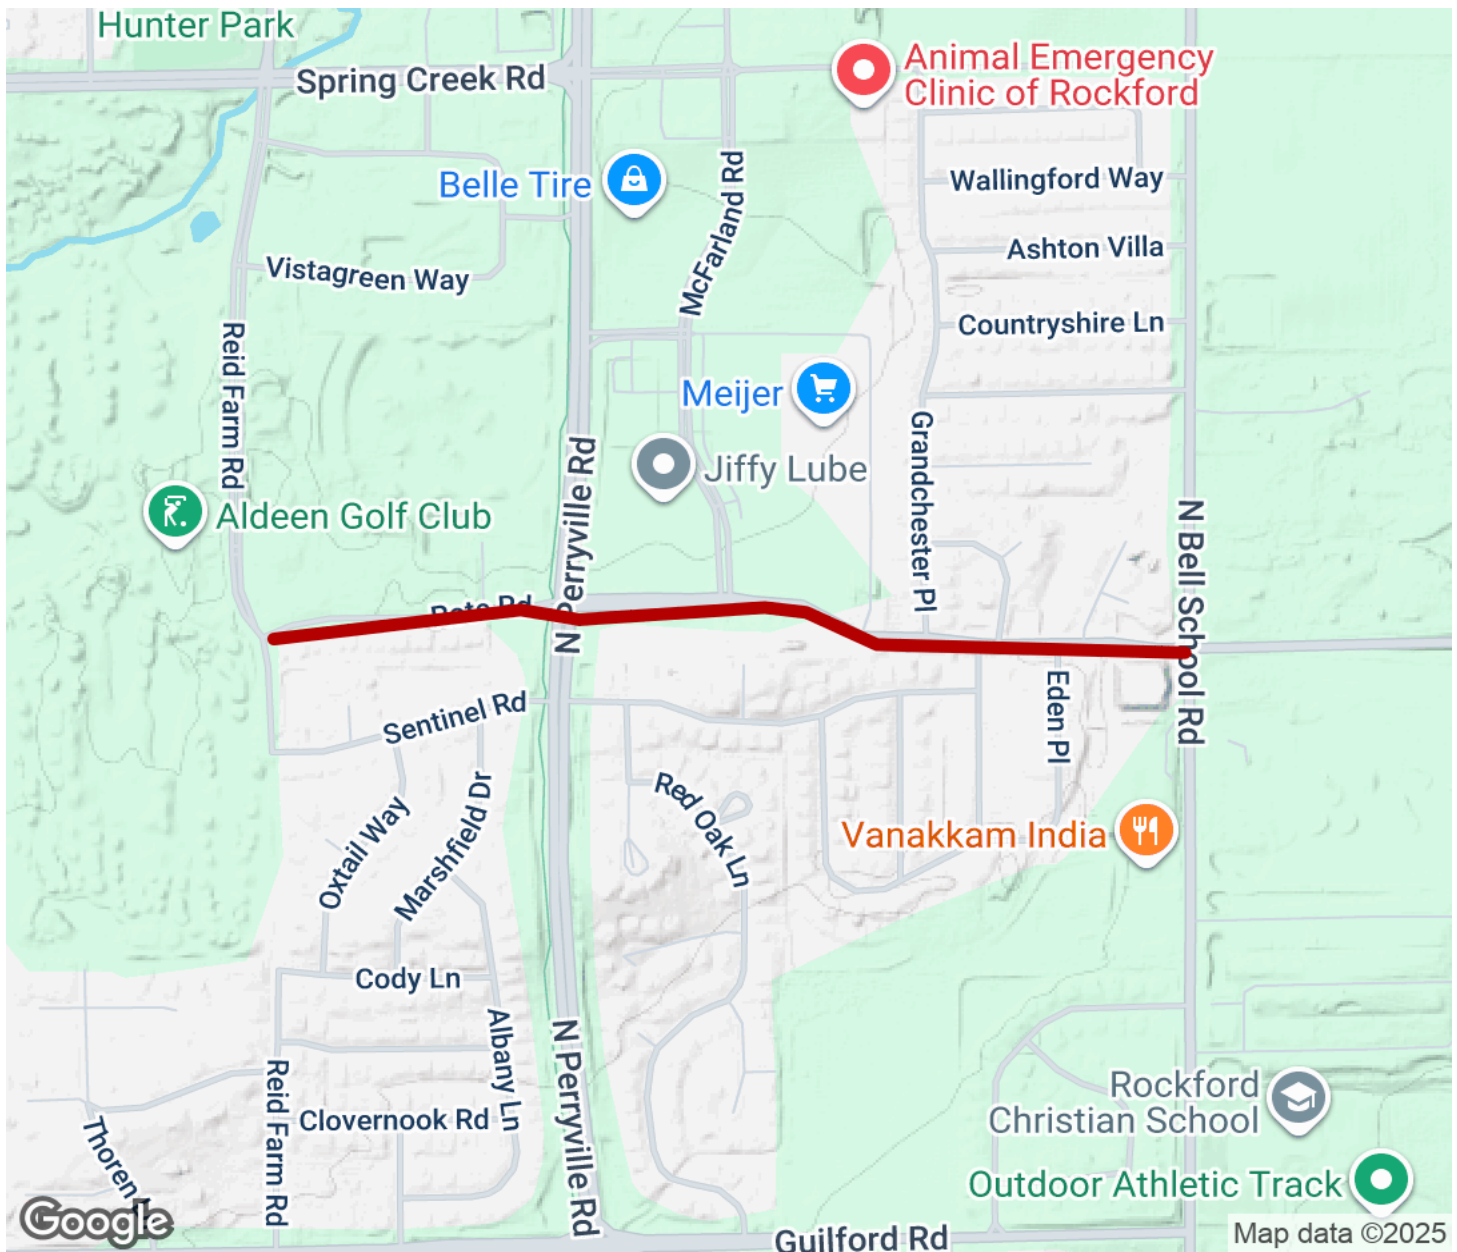 Hunter Park
Spring Creek Rd
Animal Emergency
Clinic of Rockford
Belle Tire
McFarland Rd
Wallingford Way
Ashton Villa
Vistagreen Way
Countryshire Ln
Reid Farm Rd
Meijer
Jiffy Lube
N Perryville Rd
Grandchester Pl
Aldeen Golf Club
N Bell School Rd
Rd
Sentinel Rd
Eden Pl
Oxtail Way
Marshfield Dr
Red Oak Ln
Vanakkam India
Cody Ln
Albany Ln
N Perryville Rd
Reid Farm Rd
Clovernook Rd
Thoren
Rockford
Christian School
Outdoor Athletic Track
Google
Guilford Rd
Map data ©2025